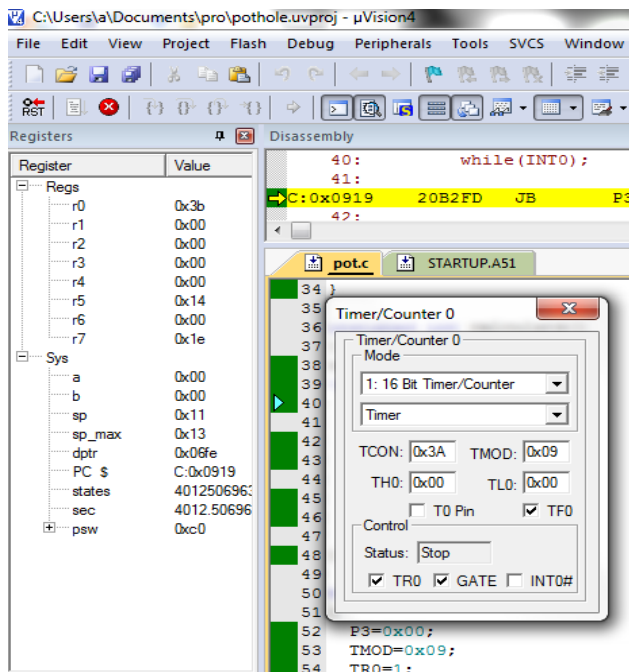 C:\Users\a\Documents\pro\pothole.uvproj - µVision4
File Edit View Project Flash Debug Peripherals Tools SVCS Window
RST
Registers
Disassembly
Register Value
Regs
r0 0x3b
r1 0x00
r2 0x00
r3 0x00
r4 0x00
r5 0x14
r6 0x00
r7 0x1e
Sys
a 0x00
b 0x00
sp 0x11
sp_max 0x13
dptr 0x06fe
PC $ C:0x0919
states 401250696
sec 4012.50696
psw 0xc0
40: while(INT0);
41:
C:0x0919 20B2FD JB P3
42:
pot.c STARTUP.A51
34 }
35
36
37
38
39
40
41
42
43
44
45
46
47
48
49
50
51
52 P3=0x00;
53 TMOD=0x09;
54 TR0=1;
Timer/Counter 0
Timer/Counter 0
Mode
1: 16 Bit Timer/Counter
Timer
TCON: 0x3A TMOD: 0x09
TH0: 0x00 TL0: 0x00
T0 Pin TF0
Control
Status: Stop
TR0 GATE INT0#